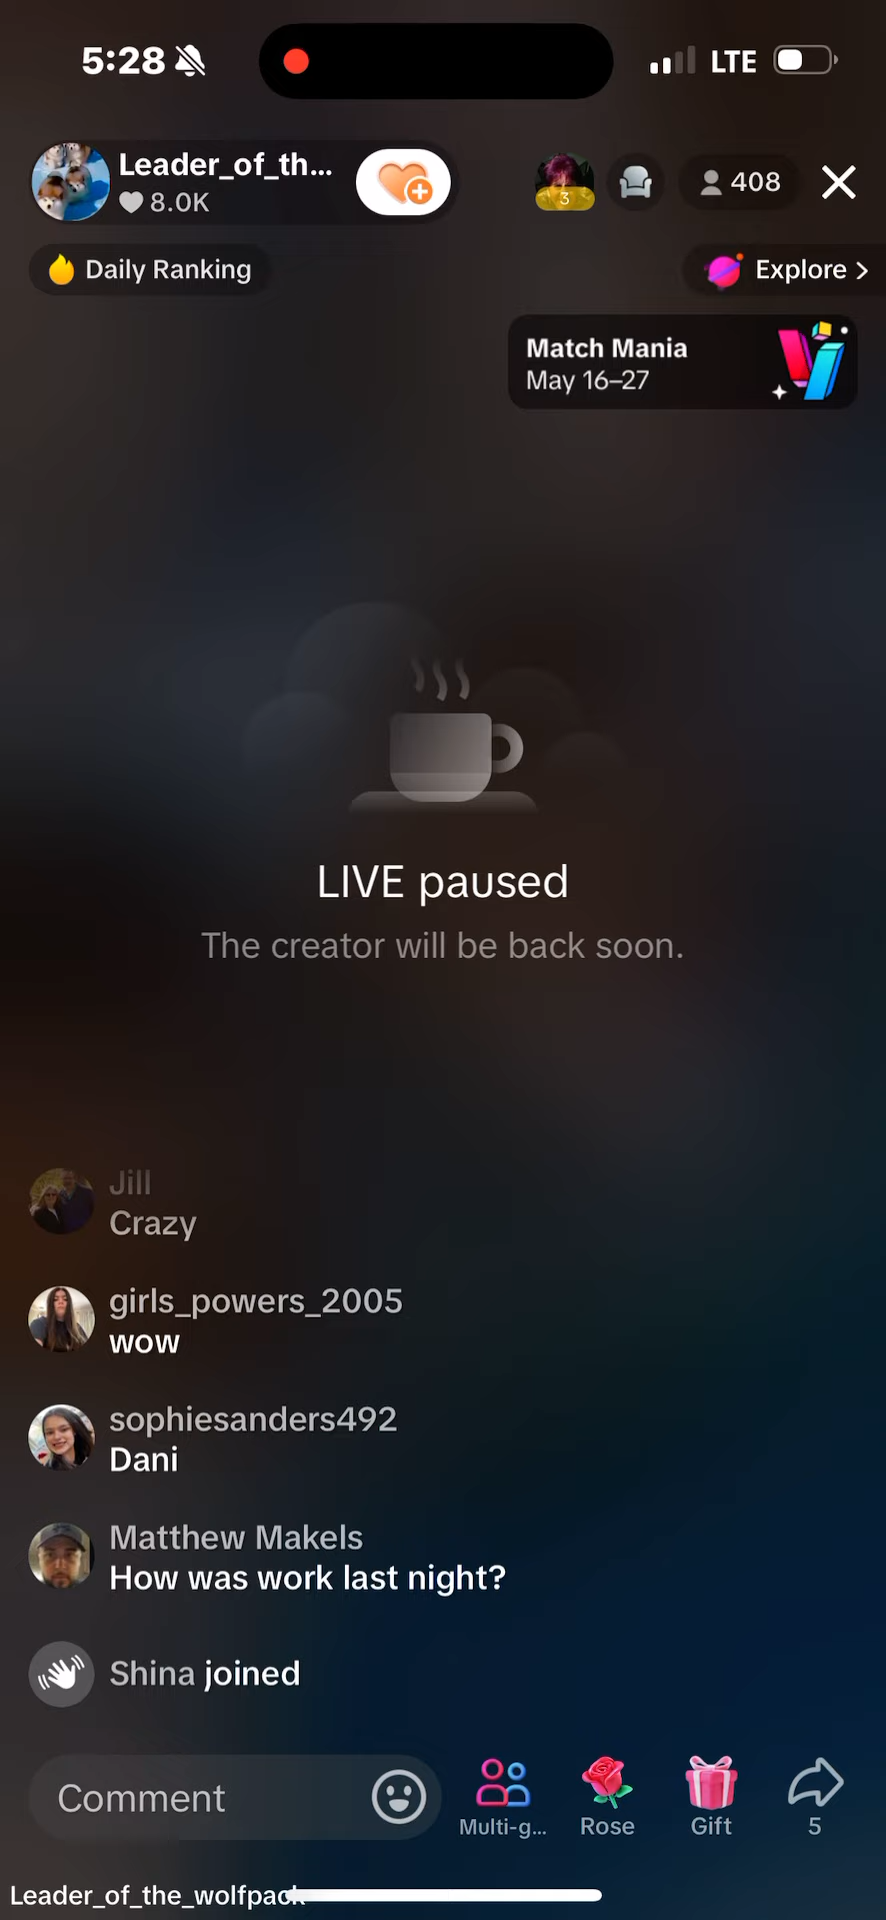 5:28
LTE
Leader_of_th...
8.0K
3
408
Daily Ranking
Explore >
Match Mania
May 16–27
LIVE paused
The creator will be back soon.
Jill
Crazy
girls_powers_2005
wow
sophiesanders492
Dani
Matthew Makels
How was work last night?
Shina joined
Comment
Multi-g...
Rose
Gift
5
Leader_of_the_wolfpack